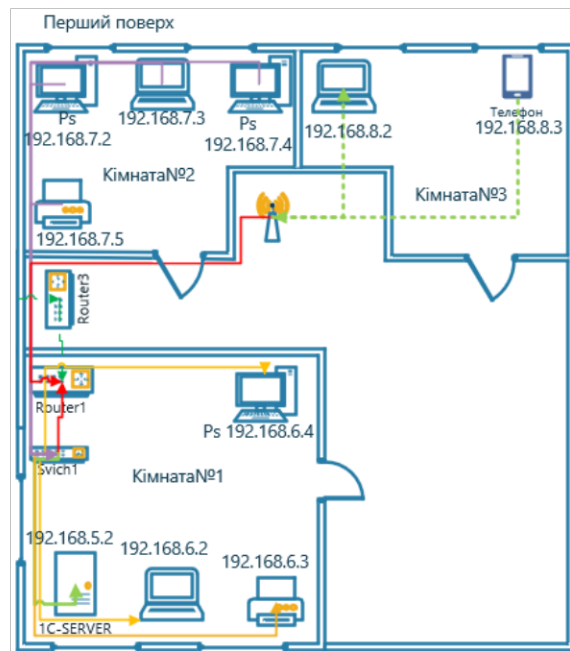 Перший поверх
Ps
192.168.7.2
192.168.7.3
Ps
192.168.7.4
192.168.8.2
Телефон
192.168.8.3
Кімната№2
Кімната№3
192.168.7.5
Router3
Router1
Ps 192.168.6.4
Svich1
Кімната№1
192.168.5.2
192.168.6.2
192.168.6.3
1C-SERVER